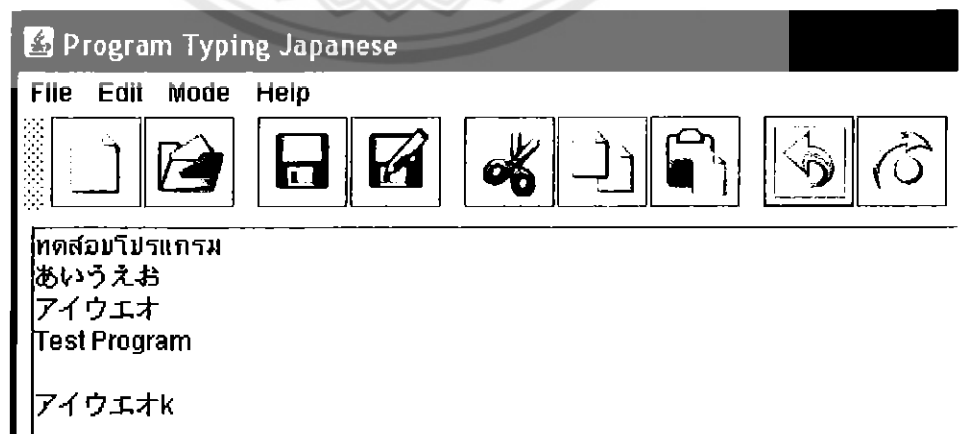 Program Typing Japanese
File Edit Mode Help
ทดสอบโปรแกรม
あいうえお
アイウエオ
Test Program
アイウエオk